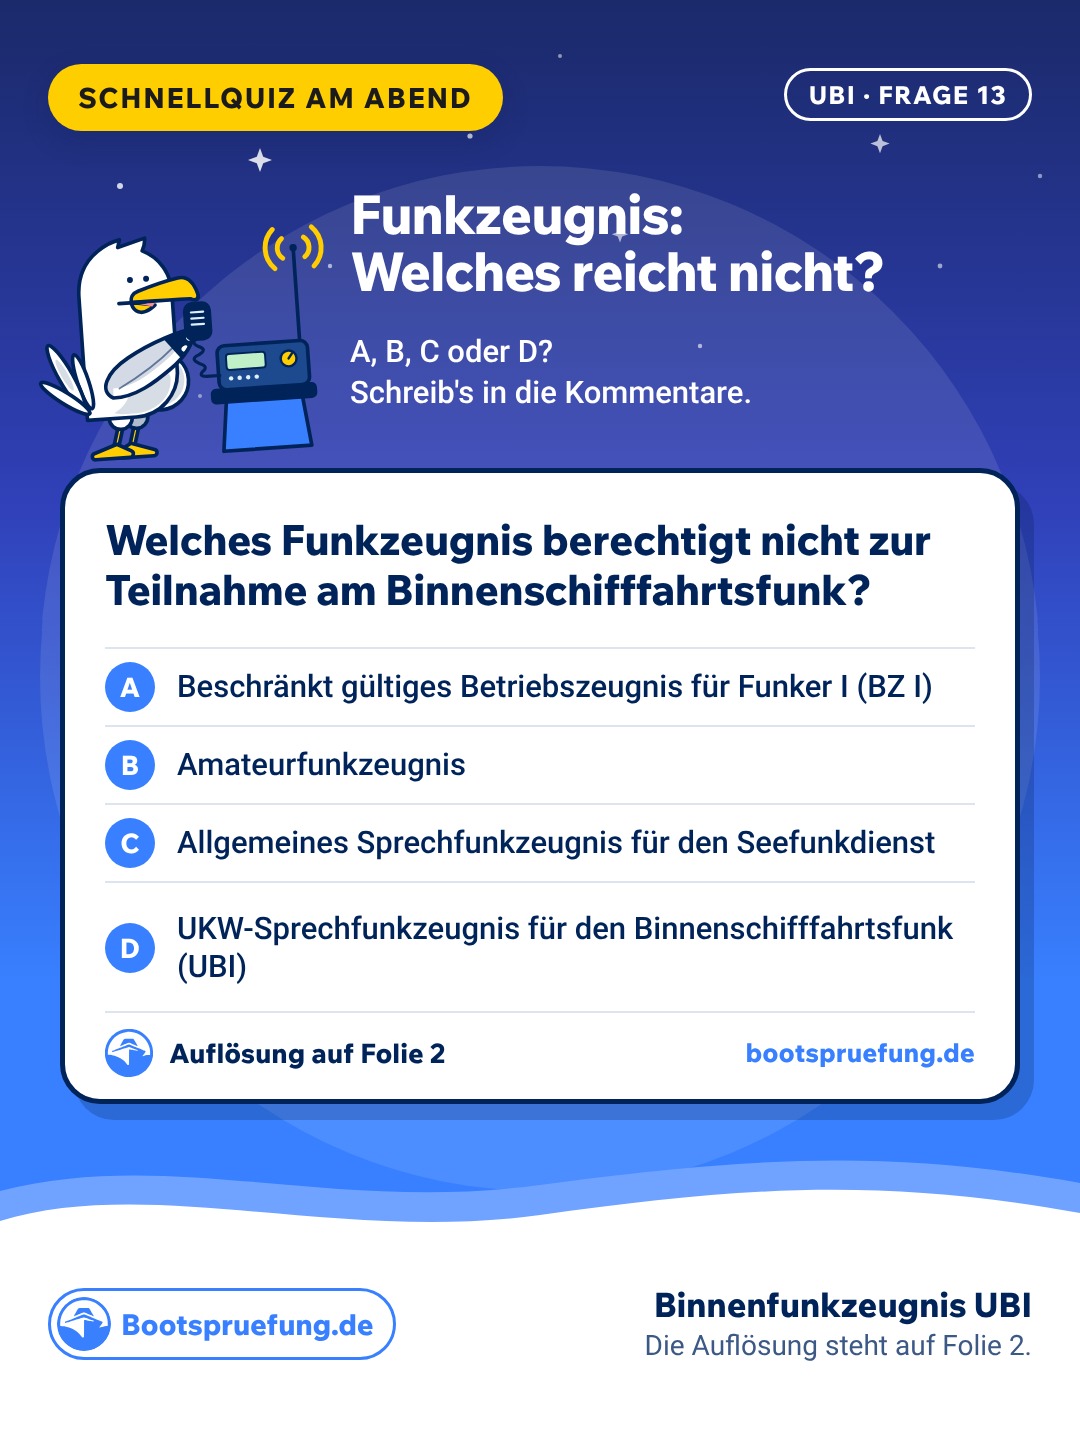 SCHNELLQUIZ AM ABEND
UBI · FRAGE 13
Funkzeugnis:
Welches reicht nicht?
A, B, C oder D?
Schreib's in die Kommentare.
Welches Funkzeugnis berechtigt nicht zur
Teilnahme am Binnenschifffahrtsfunk?
A Beschränkt gültiges Betriebszeugnis für Funker I (BZ I)
B Amateurfunkzeugnis
C Allgemeines Sprechfunkzeugnis für den Seefunkdienst
D UKW-Sprechfunkzeugnis für den Binnenschifffahrtsfunk
(UBI)
Auflösung auf Folie 2
bootspruefung.de
Bootspruefung.de
Binnenfunkzeugnis UBI
Die Auflösung steht auf Folie 2.